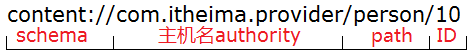 content://com.itheima.provider/person/10
schema 主机名authority path ID